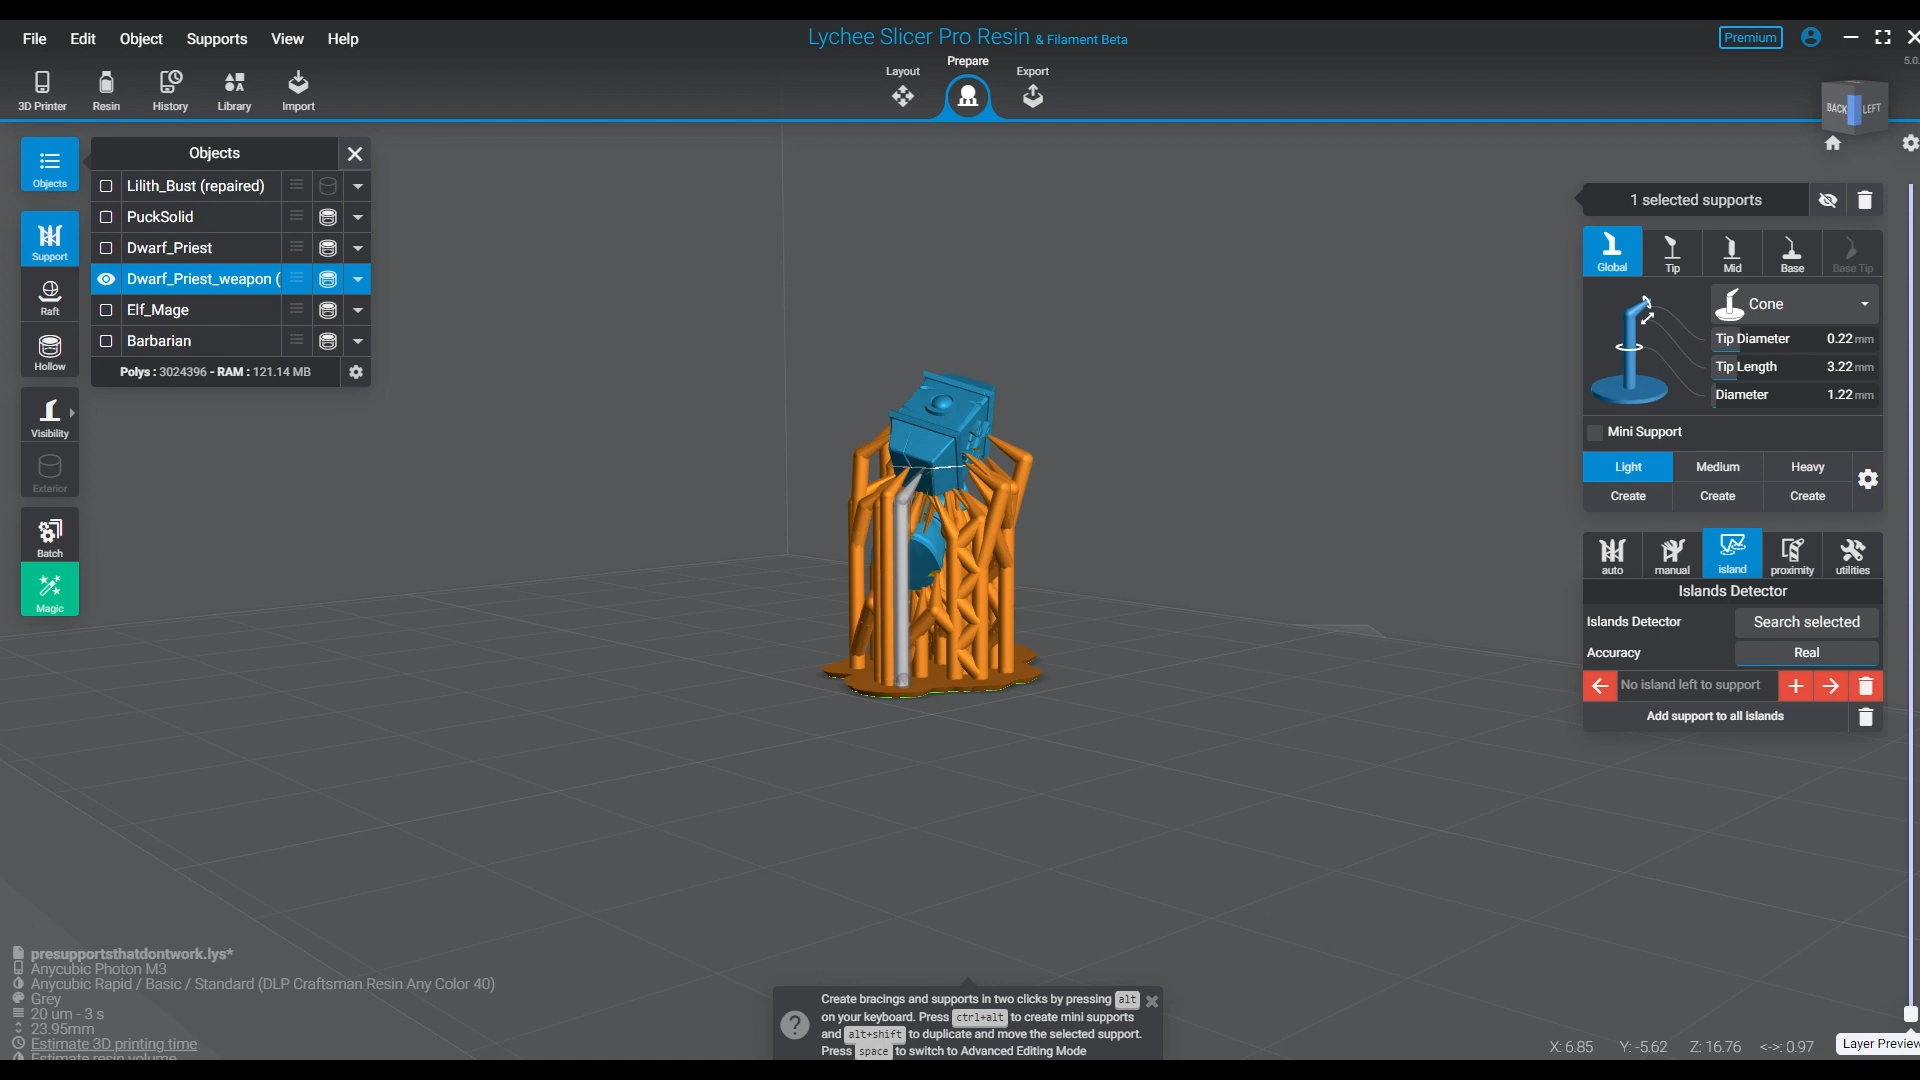 File Edit Object Supports View Help
Lychee Slicer Pro Resin & Filament Beta
Premium
5.0.
3D Printer Resin History Library Import
Layout Prepare Export
BACK LEFT
Objects
Support
Raft
Hollow
Visibility
Exterior
Batch
Magic
Objects
Lilith_Bust (repaired)
PuckSolid
Dwarf_Priest
Dwarf_Priest_weapon (
Elf_Mage
Barbarian
Polys : 3024396 - RAM : 121.14 MB
1 selected supports
Global Tip Mid Base Base Tip
Cone
Tip Diameter 0.22 mm
Tip Length 3.22 mm
Diameter 1.22 mm
Mini Support
Light Medium Heavy
Create Create Create
auto manual island proximity utilities
Islands Detector
Islands Detector Search selected
Accuracy Real
No island left to support
Add support to all islands
presupportsthatdontwork.lys*
Anycubic Photon M3
Anycubic Rapid / Basic / Standard (DLP Craftsman Resin Any Color 40)
Grey
20 um - 3 s
23.95mm
Estimate 3D printing time
Estimate resin volume
Create bracings and supports in two clicks by pressing alt
on your keyboard. Press ctrl+alt to create mini supports
and alt+shift to duplicate and move the selected support.
Press space to switch to Advanced Editing Mode
X: 6.85 Y: -5.62 Z: 16.76 <->: 0.97
Layer Preview